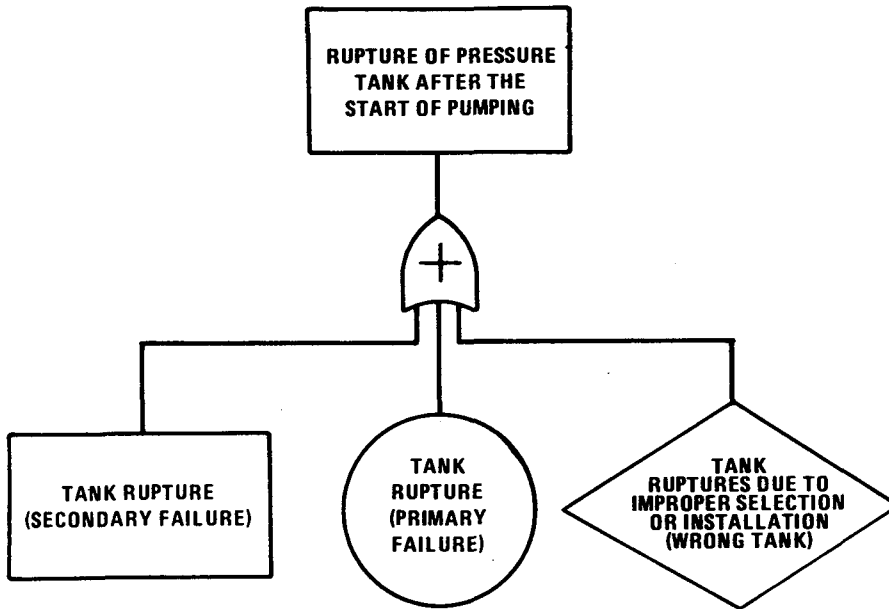 RUPTURE OF PRESSURE
TANK AFTER THE
START OF PUMPING
+
TANK RUPTURE
(SECONDARY FAILURE)
TANK
RUPTURE
(PRIMARY
FAILURE)
TANK
RUPTURES DUE TO
IMPROPER SELECTION
OR INSTALLATION
(WRONG TANK)